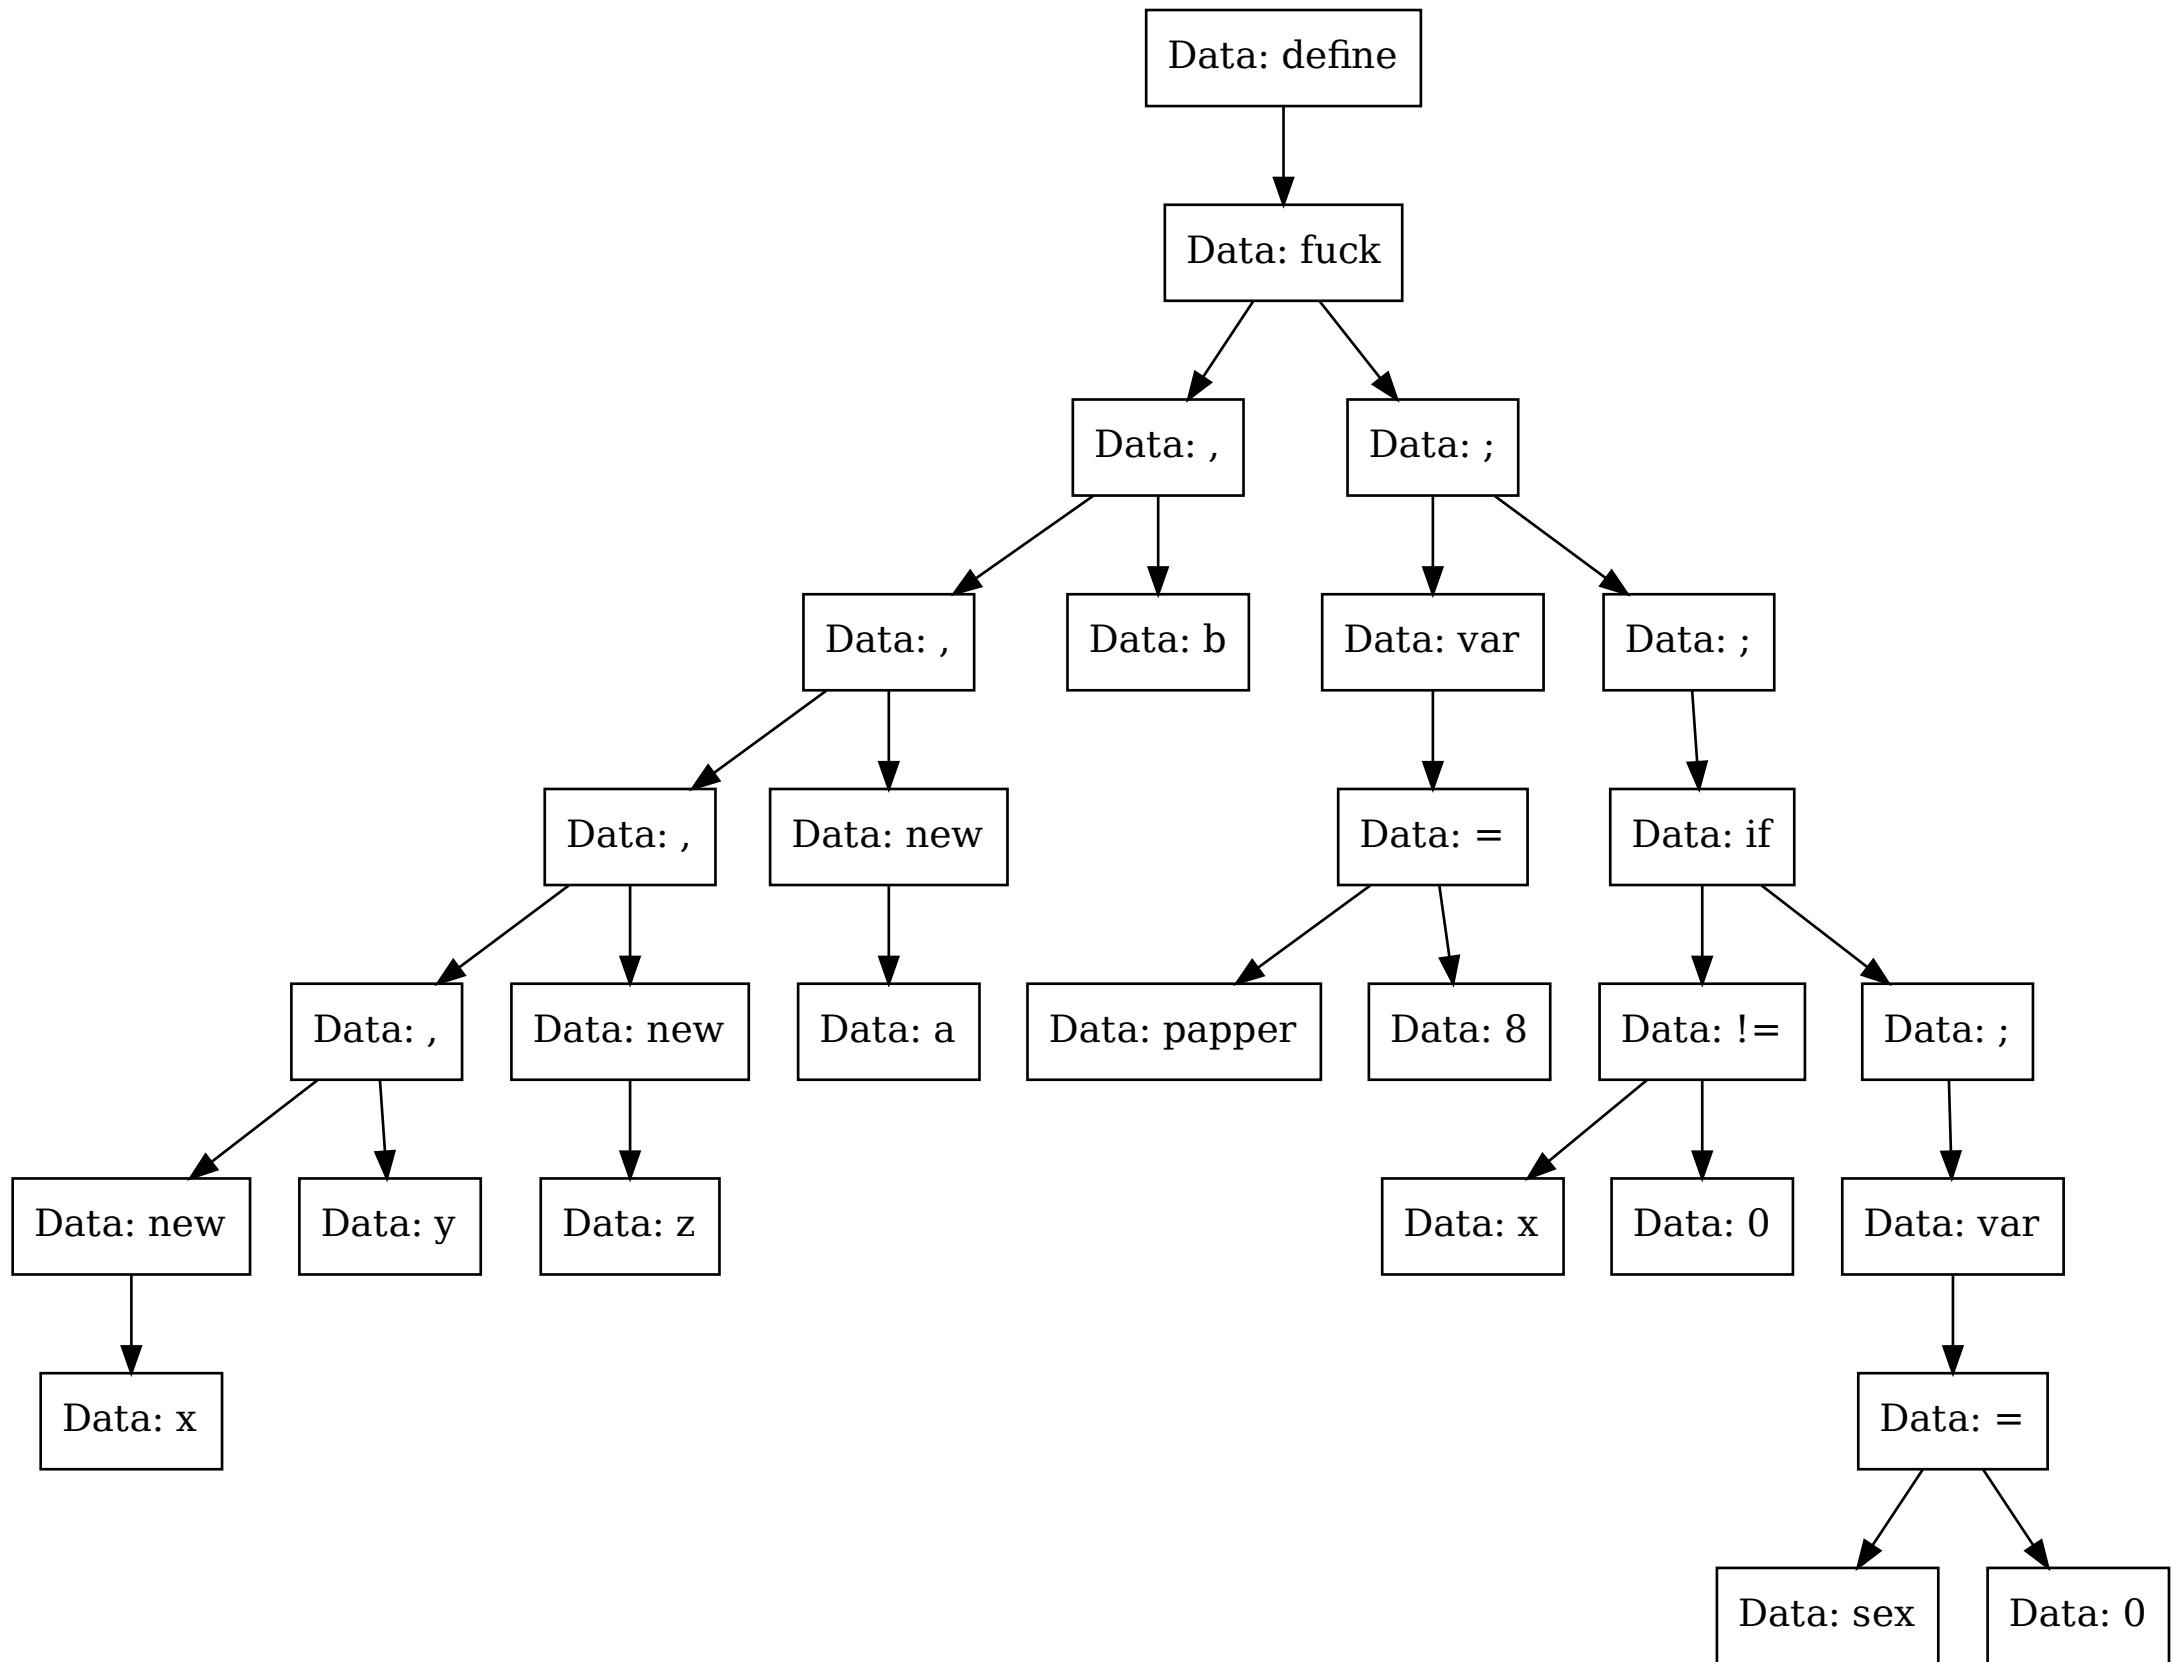 Data: define
Data: fuck
Data: ,
Data: ;
Data: ,
Data: b
Data: var
Data: ;
Data: ,
Data: new
Data: =
Data: if
Data: ,
Data: new
Data: a
Data: papper
Data: 8
Data: !=
Data: ;
Data: new
Data: y
Data: z
Data: x
Data: 0
Data: var
Data: x
Data: =
Data: sex
Data: 0